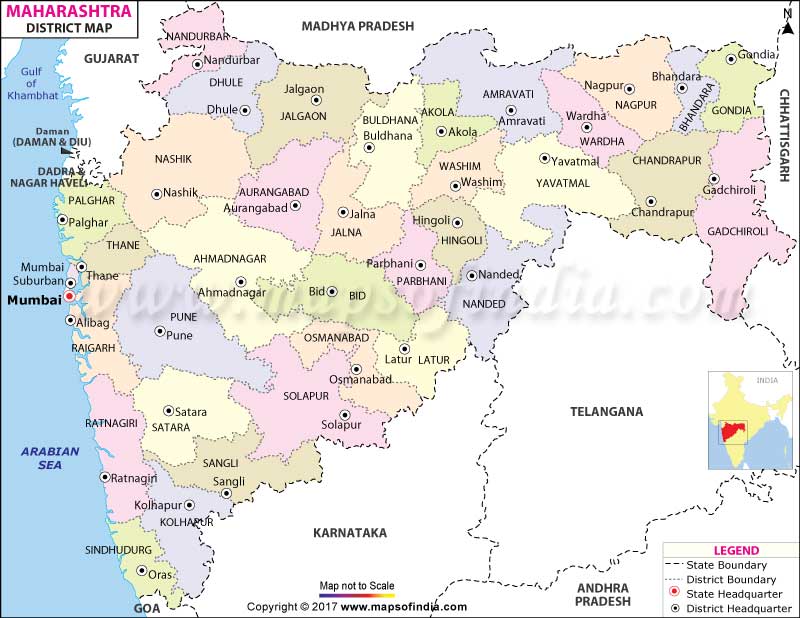 MAHARASHTRA
DISTRICT MAP
MADHYA PRADESH
N
GUJARAT
NANDURBAR
Nandurbar
Gulf
of
Khambhat
DHULE
Dhule
Jalgaon
JALGAON
BULDHANA
Buldhana
AKOLA
Akola
AMRAVATI
Amravati
Wardha
WARDHA
Nagpur
NAGPUR
Bhandara
BHANDARA
Gondia
GONDIA
CHHATTISGARH
Daman
(DAMAN & DIU)
DADRA &
NAGAR HAVELI
NASHIK
Nashik
AURANGABAD
Aurangabad
Jalna
JALNA
WASHIM
Washim
Yavatmal
YAVATMAL
CHANDRAPUR
Chandrapur
Gadchiroli
GADCHIROLI
PALGHAR
Palghar
THANE
Thane
Mumbai
Suburban
Mumbai
AHMADNAGAR
Ahmadnagar
Hingoli
HINGOLI
Parbhani
PARBHANI
Nanded
NANDED
Bid
BID
www.mapsofindia.com
Alibag
RAIGARH
PUNE
Pune
OSMANABAD
Osmanabad
Latur
LATUR
SOLAPUR
Solapur
Satara
SATARA
RATNAGIRI
Ratnagiri
ARABIAN
SEA
SANGLI
Sangli
Kolhapur
KOLHAPUR
SINDHUDURG
Oras
GOA
KARNATAKA
TELANGANA
ANDHRA
PRADESH
INDIA
LEGEND
State Boundary
District Boundary
State Headquarter
District Headquarter
Map not to Scale
Copyright © 2017 www.mapsofindia.com